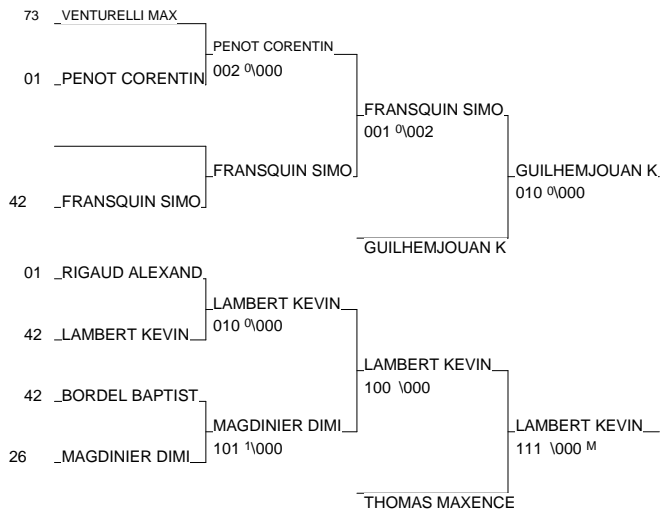 73 VENTURELLI MAX
PENOT CORENTIN
002 0\000
01 PENOT CORENTIN
FRANSQUIN SIMO
001 0\002
FRANSQUIN SIMO
GUILHEMJOUAN K
010 0\000
42 FRANSQUIN SIMO
GUILHEMJOUAN K
01 RIGAUD ALEXAND
LAMBERT KEVIN
010 0\000
42 LAMBERT KEVIN
LAMBERT KEVIN
100 \000
42 BORDEL BAPTIST
MAGDINIER DIMI
101 1\000
LAMBERT KEVIN
111 \000 M
26 MAGDINIER DIMI
THOMAS MAXENCE